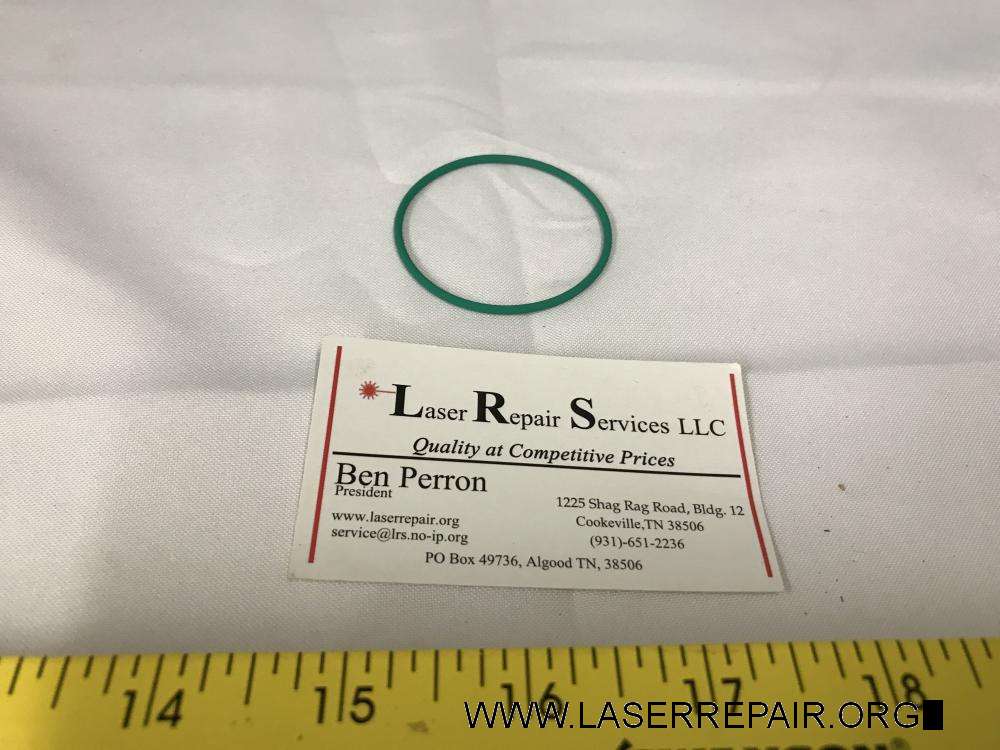 Laser Repair Services LLC
Quality at Competitive Prices
Ben Perron
President
1225 Shag Rag Road, Bldg. 12
www.laserrepair.org
Cookeville,TN 38506
service@lrs.no-ip.org
(931)-651-2236
PO Box 49736, Algood TN, 38506
14 15 16 17 18
WWW.LASERREPAIR.ORG